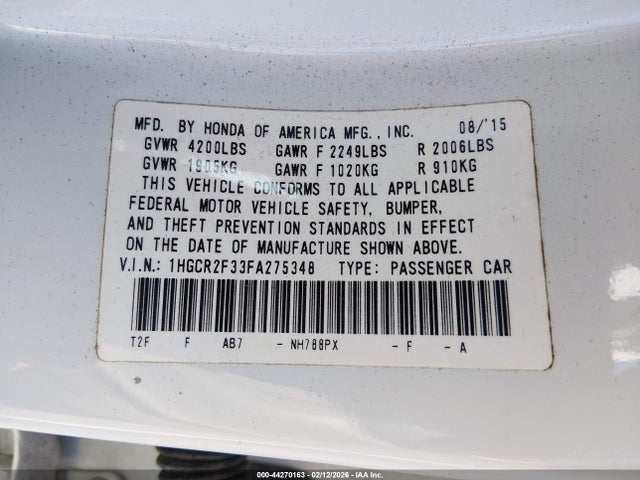 MFD. BY HONDA OF AMERICA MFG., INC. 08/'15
GVWR 4200LBS GAWR F 2249LBS R 2006LBS
GVWR 1905KG GAWR F 1020KG R 910KG
THIS VEHICLE CONFORMS TO ALL APPLICABLE
FEDERAL MOTOR VEHICLE SAFETY, BUMPER,
AND THEFT PREVENTION STANDARDS IN EFFECT
ON THE DATE OF MANUFACTURE SHOWN ABOVE.
V.I.N.: 1HGCR2F33FA275348 TYPE: PASSENGER CAR
T2F F AB7 - NH788PX - F - A
000-44270163 - 02/12/2026 - IAA Inc.